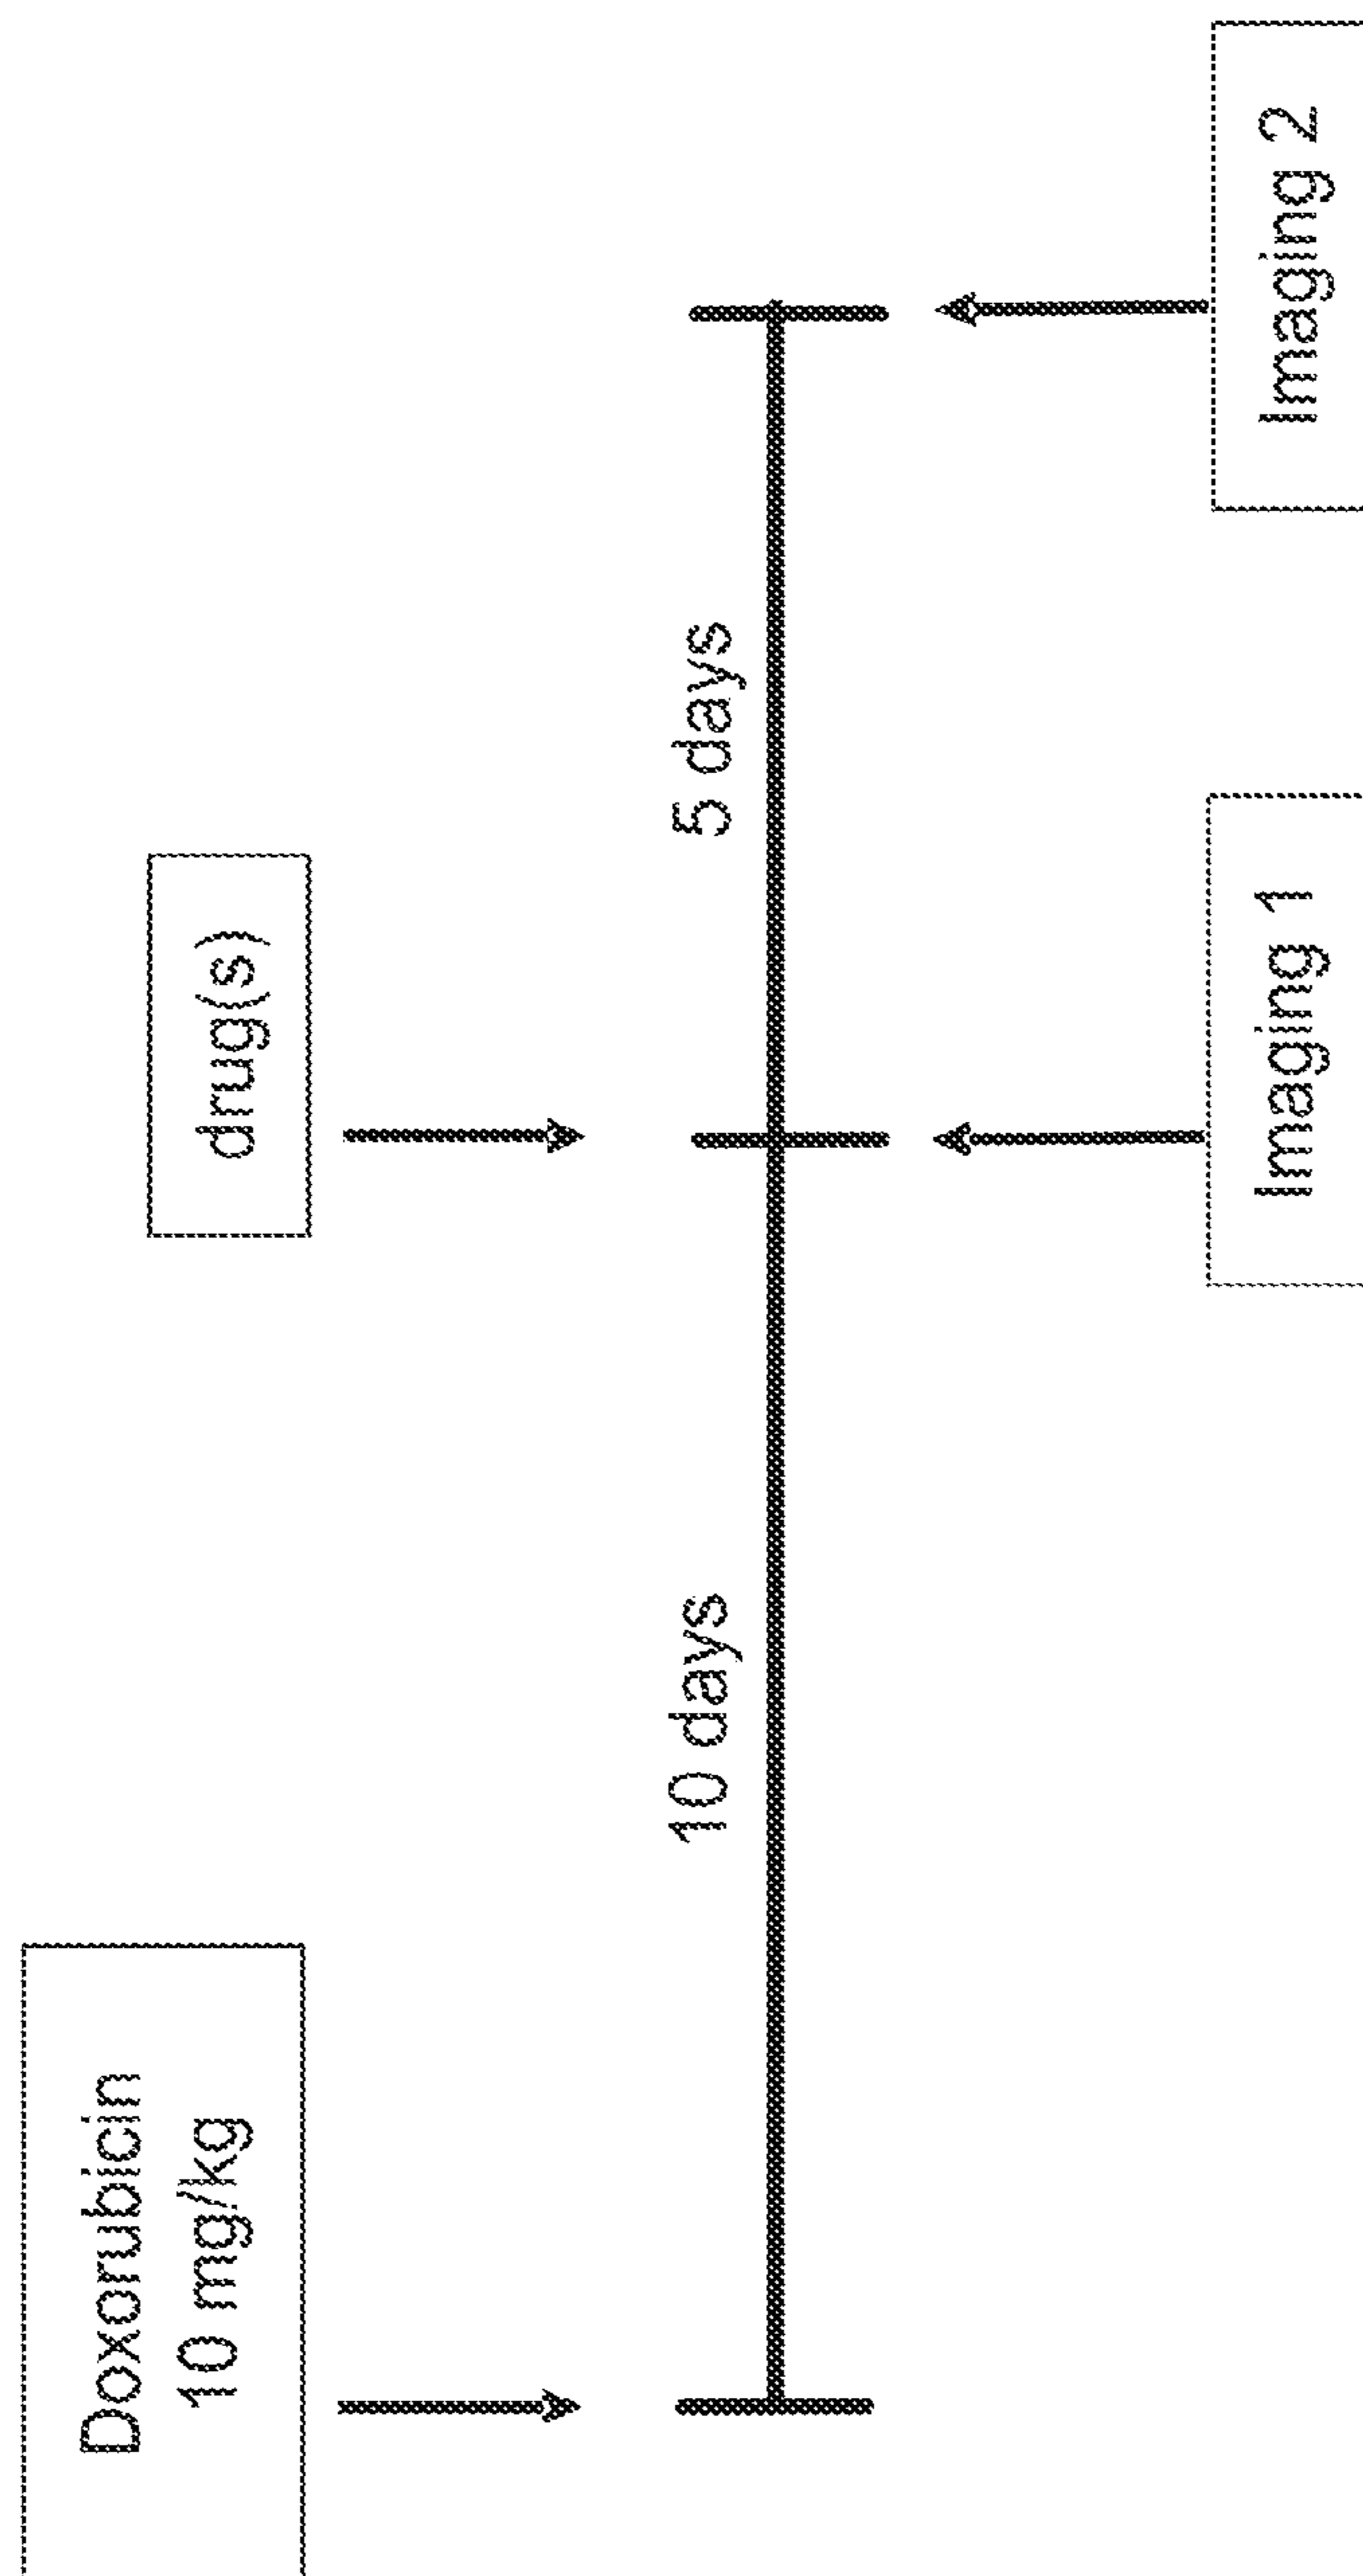 Doxorubicin
10 mg/kg
drug(s)
10 days
5 days
Imaging 1
Imaging 2